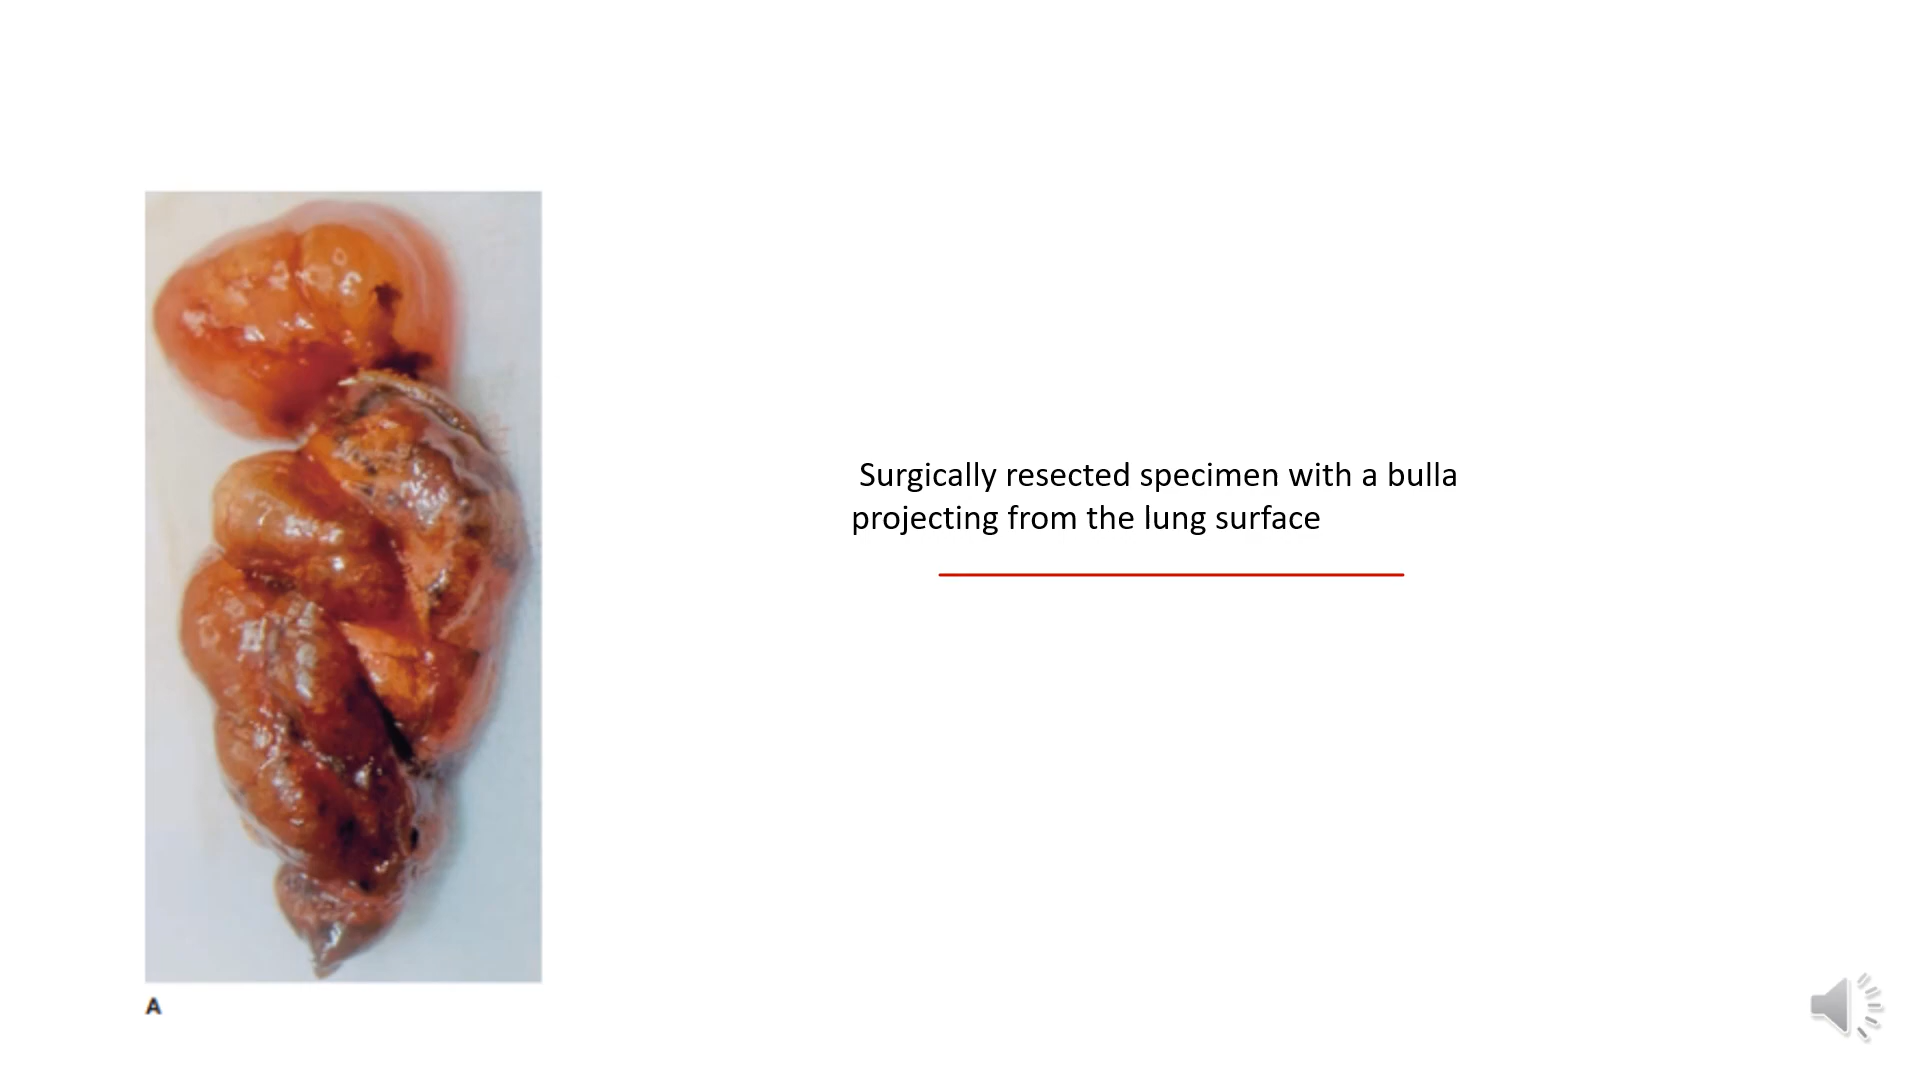 Surgically resected specimen with a bulla
projecting from the lung surface
A